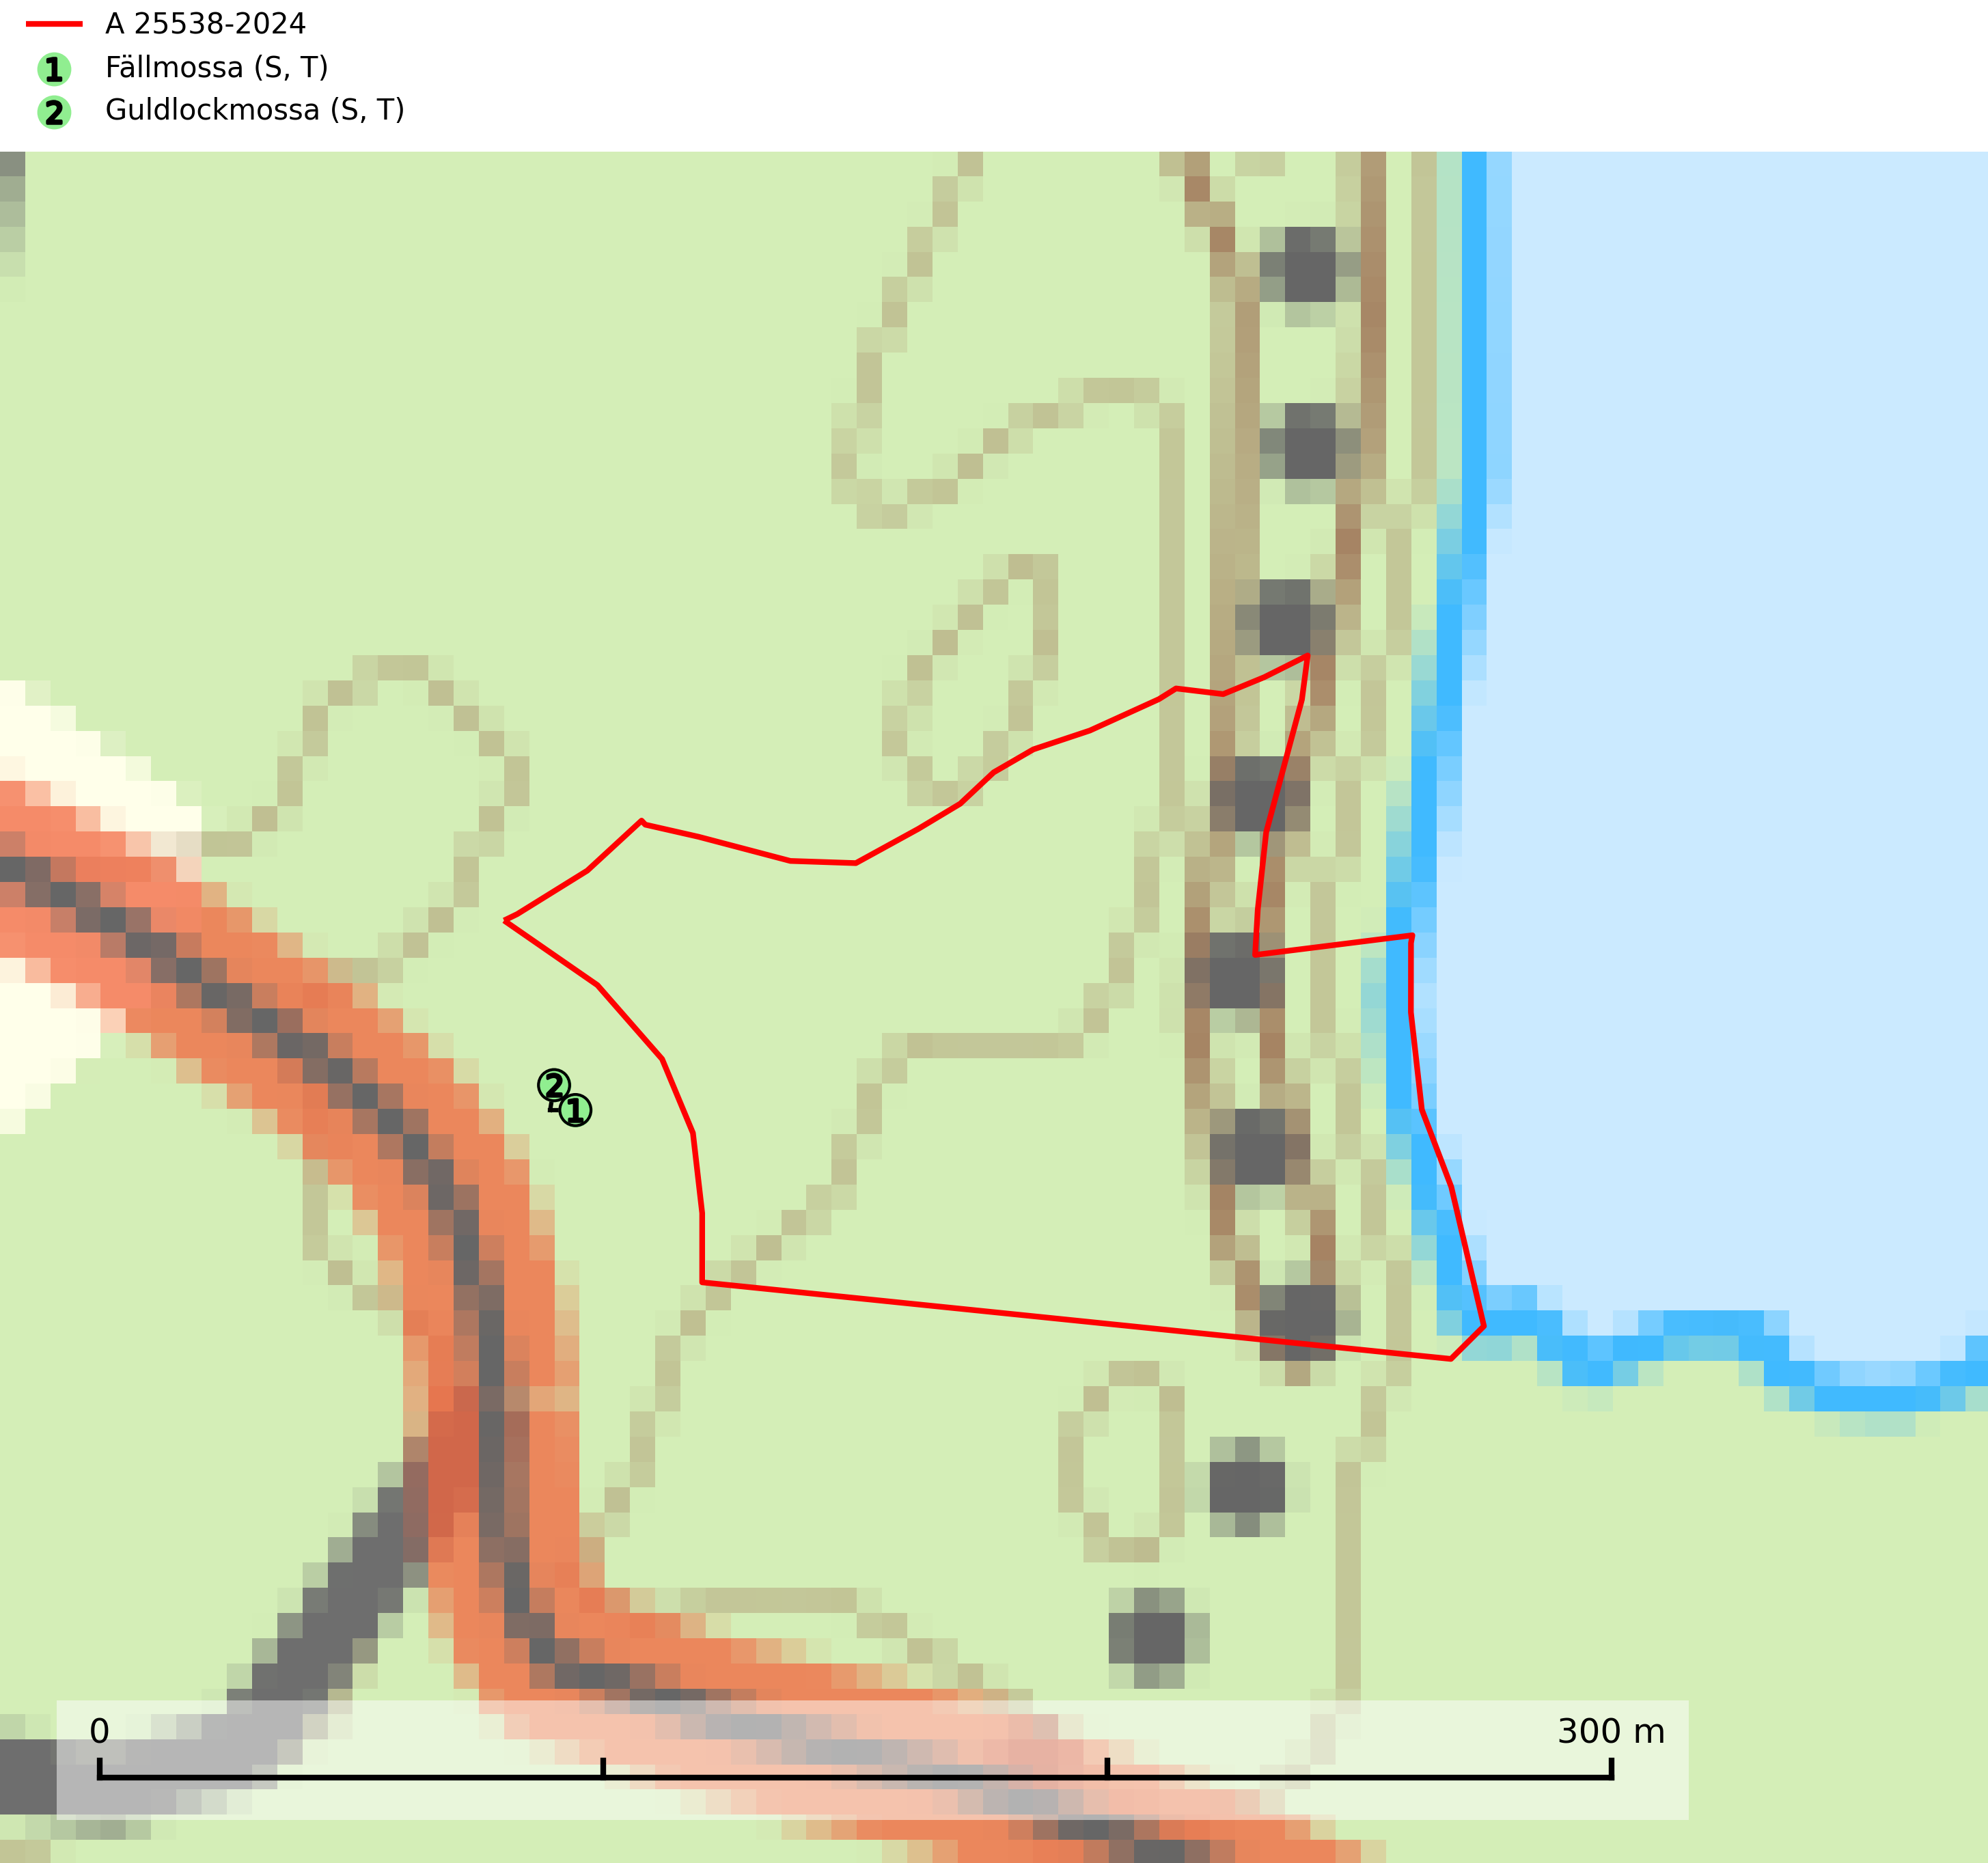 A 25538-2024
1 Fällmossa (S, T)
2 Guldlockmossa (S, T)
2
1
0 300 m